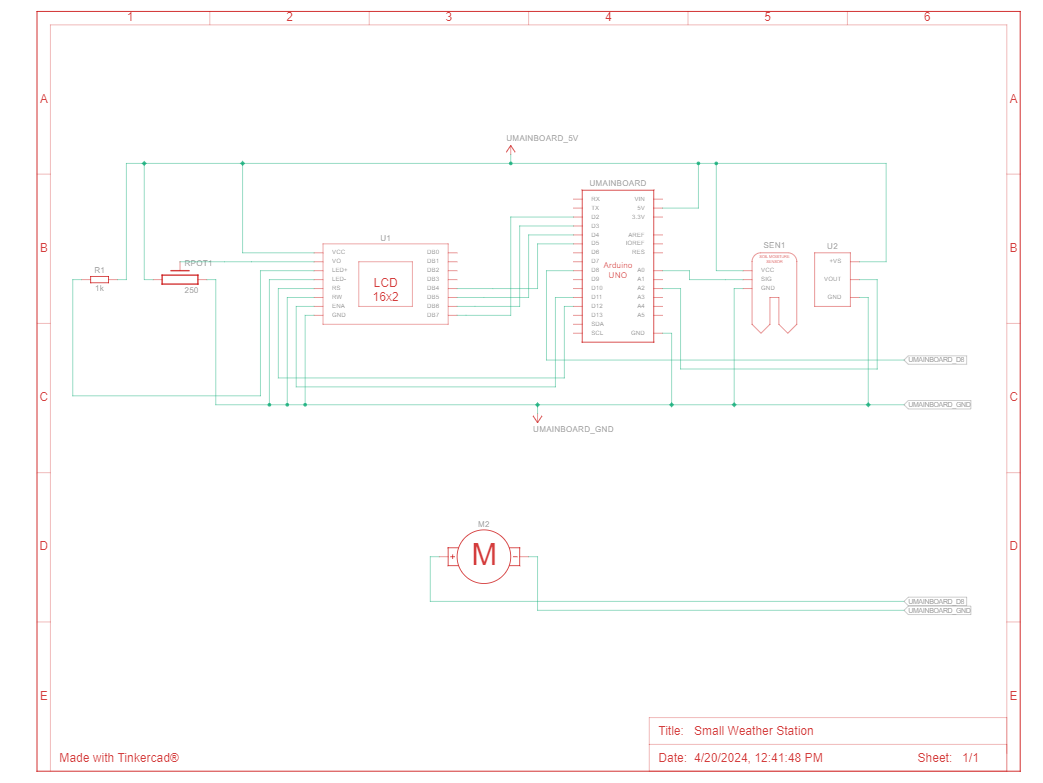 1 2 3 4 5 6
A A
UMAINBOARD_5V
UMAINBOARD
RX VIN
TX 5V
D2 3.3V
D3
D4 AREF
D5 IOREF
D6 RES
D7
D8 A0
D9 A1
D10 A2
D11 A3
D12 A4
D13 A5
SDA
SCL GND
Arduino
UNO
B B
U1
VCC DB0
VO DB1
LED+ DB2
LED- DB3
RS DB4
RW DB5
ENA DB6
GND DB7
LCD
16x2
R1
1k
RPOT1
250
SEN1
SOIL MOISTURE
SENSOR
VCC
SIG
GND
U2
+VS
VOUT
GND
UMAINBOARD_D8
C C
UMAINBOARD_GND
UMAINBOARD_GND
M2
D D
+ M -
UMAINBOARD_D8
UMAINBOARD_GND
E E
Title: Small Weather Station
Made with Tinkercad®
Date: 4/20/2024, 12:41:48 PM Sheet: 1/1